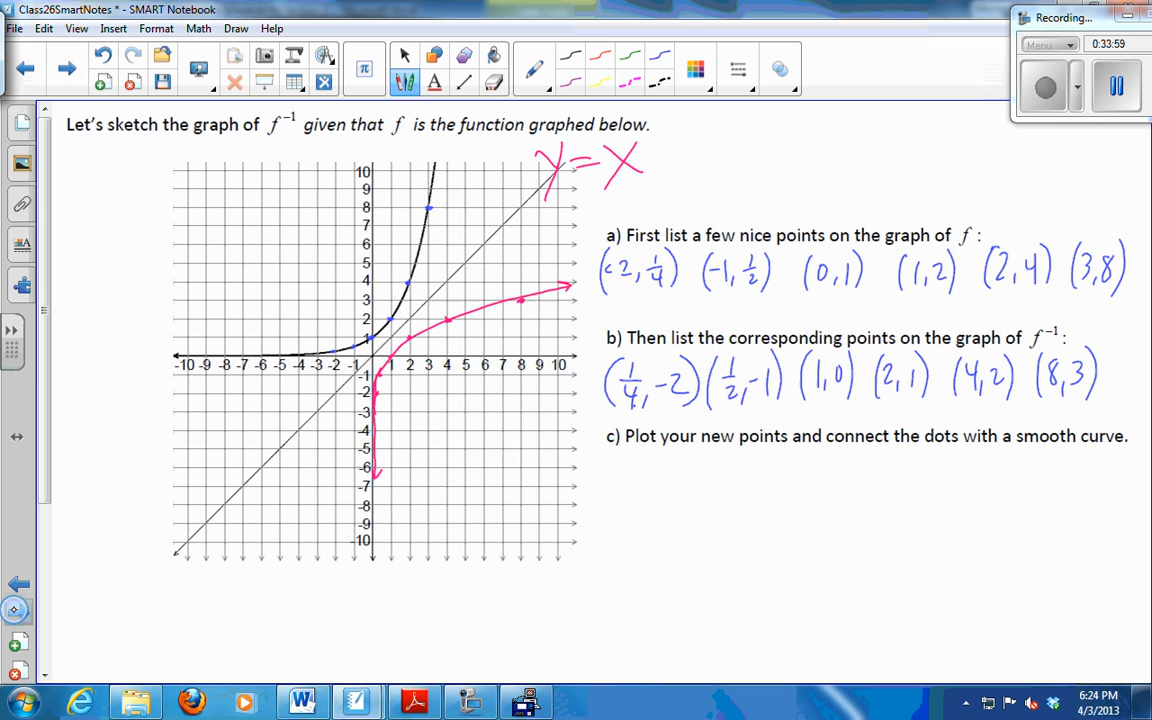 Class26SmartNotes * - SMART Notebook
Recording...
File Edit View Insert Format Math Draw Help
Menu
0:33:59
Let's sketch the graph of f⁻¹ given that f is the function graphed below.
y = x
10
9
8
7
6
5
4
3
2
1
-10 -9 -8 -7 -6 -5 -4 -3 -2 -1 1 2 3 4 5 6 7 8 9 10
-1
-2
-3
-4
-5
-6
-7
-8
-9
-10
a) First list a few nice points on the graph of f :
(-2, 1/4) (-1, 1/2) (0, 1) (1, 2) (2, 4) (3, 8)
b) Then list the corresponding points on the graph of f⁻¹:
(1/4, -2) (1/2, -1) (1, 0) (2, 1) (4, 2) (8, 3)
c) Plot your new points and connect the dots with a smooth curve.
6:24 PM
4/3/2013